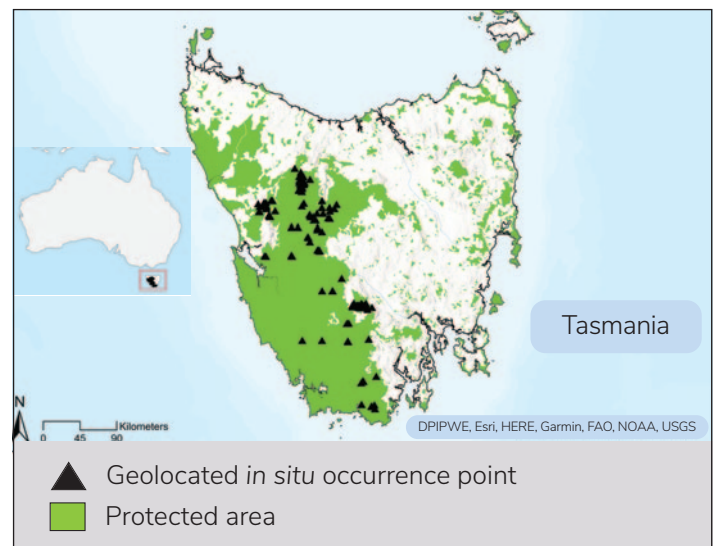 Tasmania
N
Kilometers
0 45 90
DPIPWE, Esri, HERE, Garmin, FAO, NOAA, USGS
Geolocated in situ occurrence point
Protected area